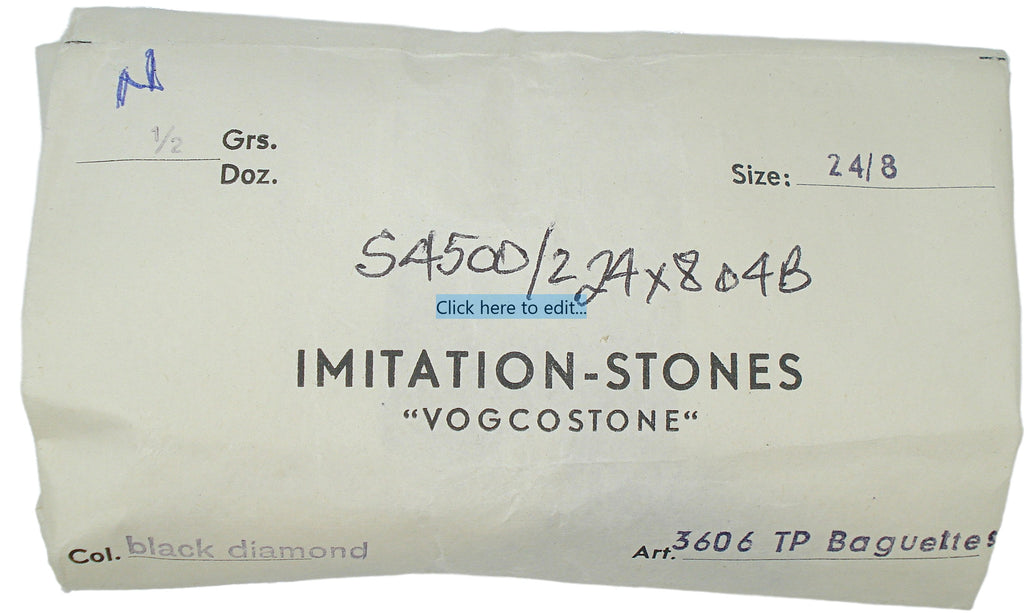 1/2 Grs.
Doz.
Size: 24/8
S4500/2 24x8 04B
Click here to edit...
IMITATION-STONES
“VOGCOSTONE“
Col. black diamond
Art. 3606 TP Baguettes